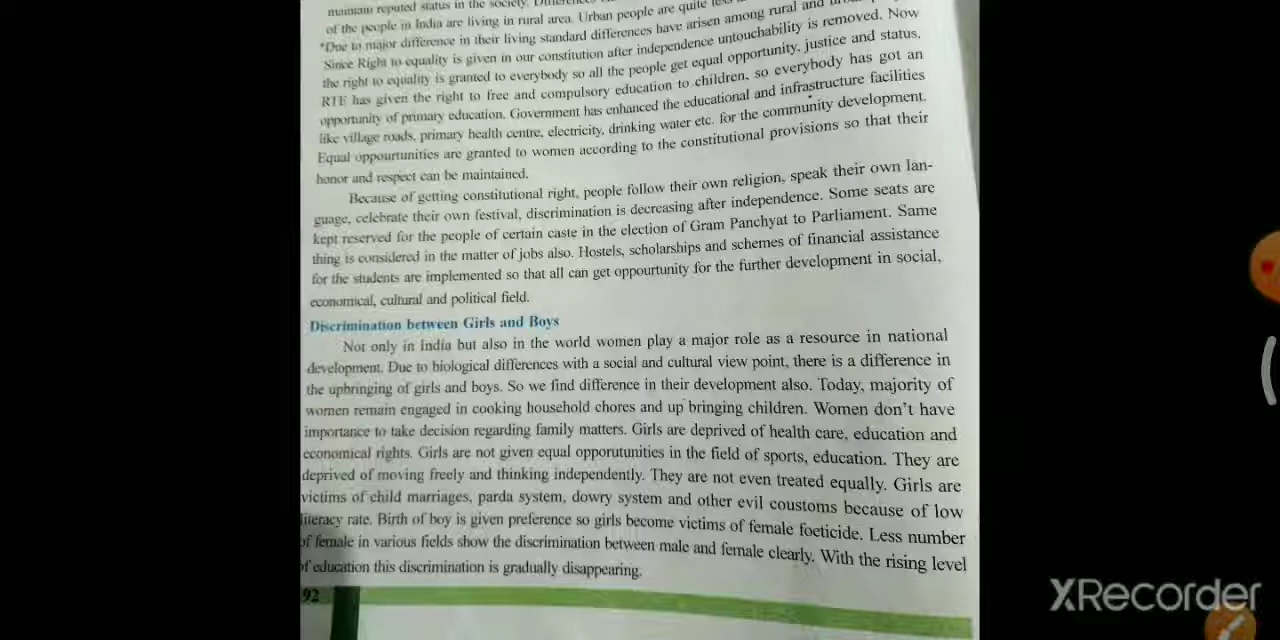 maintain reputed status in the society.
of the people in India are living in rural area. Urban people are quite less
*Due to major difference in their living standard differences have arisen among rural and
Since Right to equality is given in our constitution after independence untouchability is removed. Now
the right to equality is granted to everybody so all the people get equal opportunity, justice and status,
RTE has given the right to free and compulsory education to children, so everybody has got an
opportunity of primary education. Government has enhanced the educational and infrastructure facilities
like village roads, primary health centre, electricity, drinking water etc. for the community development.
Equal oppourtunities are granted to women according to the constitutional provisions so that their
honor and respect can be maintained.
Because of getting constitutional right, people follow their own religion, speak their own lan-
guage, celebrate their own festival, discrimination is decreasing after independence. Some seats are
kept reserved for the people of certain caste in the election of Gram Panchyat to Parliament. Same
thing is considered in the matter of jobs also. Hostels, scholarships and schemes of financial assistance
for the students are implemented so that all can get oppourtunity for the further development in social,
economical, cultural and political field.
Discrimination between Girls and Boys
Not only in India but also in the world women play a major role as a resource in national
development. Due to biological differences with a social and cultural view point, there is a difference in
the upbringing of girls and boys. So we find difference in their development also. Today, majority of
women remain engaged in cooking household chores and up bringing children. Women don't have
importance to take decision regarding family matters. Girls are deprived of health care, education and
economical rights. Girls are not given equal opporutunities in the field of sports, education. They are
deprived of moving freely and thinking independently. They are not even treated equally. Girls are
victims of child marriages, parda system, dowry system and other evil coustoms because of low
literacy rate. Birth of boy is given preference so girls become victims of female foeticide. Less number
of female in various fields show the discrimination between male and female clearly. With the rising level
of education this discrimination is gradually disappearing.
92
XRecorder